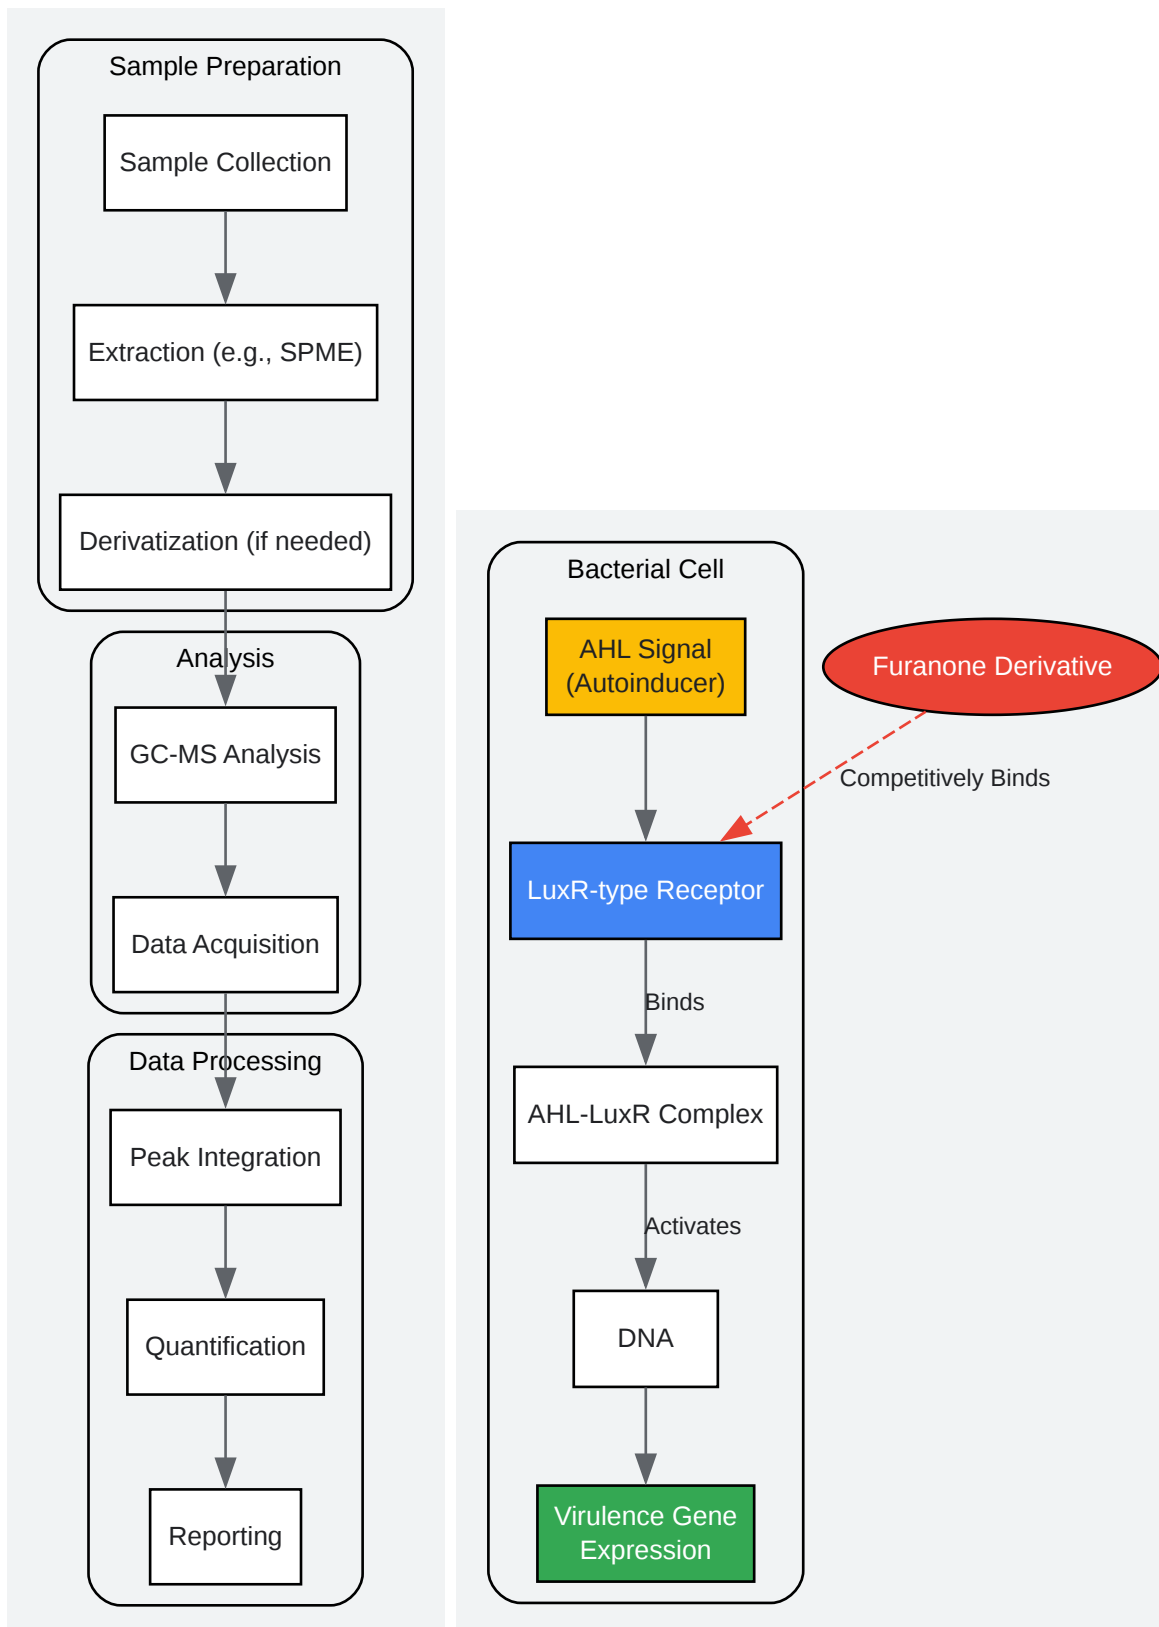 Sample Preparation
Sample Collection
Extraction (e.g., SPME)
Derivatization (if needed)
Analysis
GC-MS Analysis
Data Acquisition
Data Processing
Peak Integration
Quantification
Reporting
Bacterial Cell
AHL Signal
(Autoinducer)
Furanone Derivative
Competitively Binds
LuxR-type Receptor
Binds
AHL-LuxR Complex
Activates
DNA
Virulence Gene
Expression